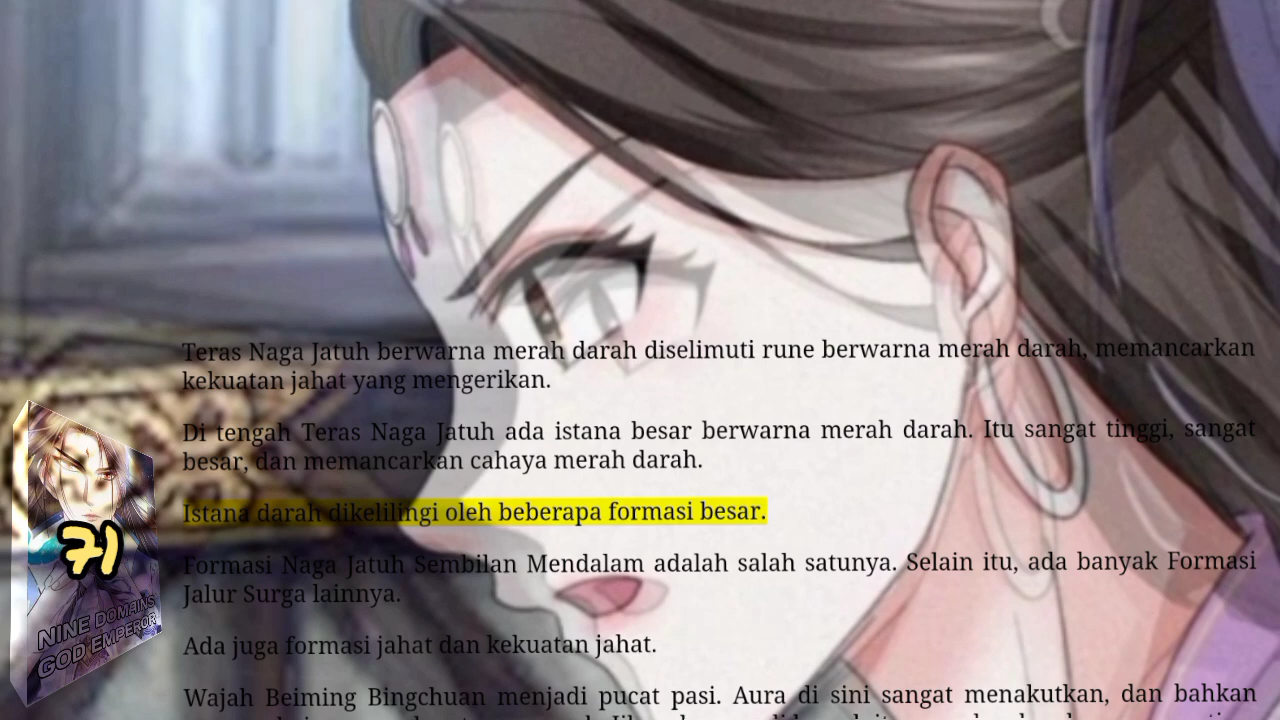 Teras Naga Jatuh berwarna merah darah diselimuti rune berwarna merah darah, memancarkan
kekuatan jahat yang mengerikan.
Di tengah Teras Naga Jatuh ada istana besar berwarna merah darah. Itu sangat tinggi, sangat
besar, dan memancarkan cahaya merah darah.
Istana darah dikelilingi oleh beberapa formasi besar.
Formasi Naga Jatuh Sembilan Mendalam adalah salah satunya. Selain itu, ada banyak Formasi
Jalur Surga lainnya.
Ada juga formasi jahat dan kekuatan jahat.
Wajah Beiming Bingchuan menjadi pucat pasi. Aura di sini sangat menakutkan, dan bahkan
71
NINE DOMAINS
GOD EMPEROR